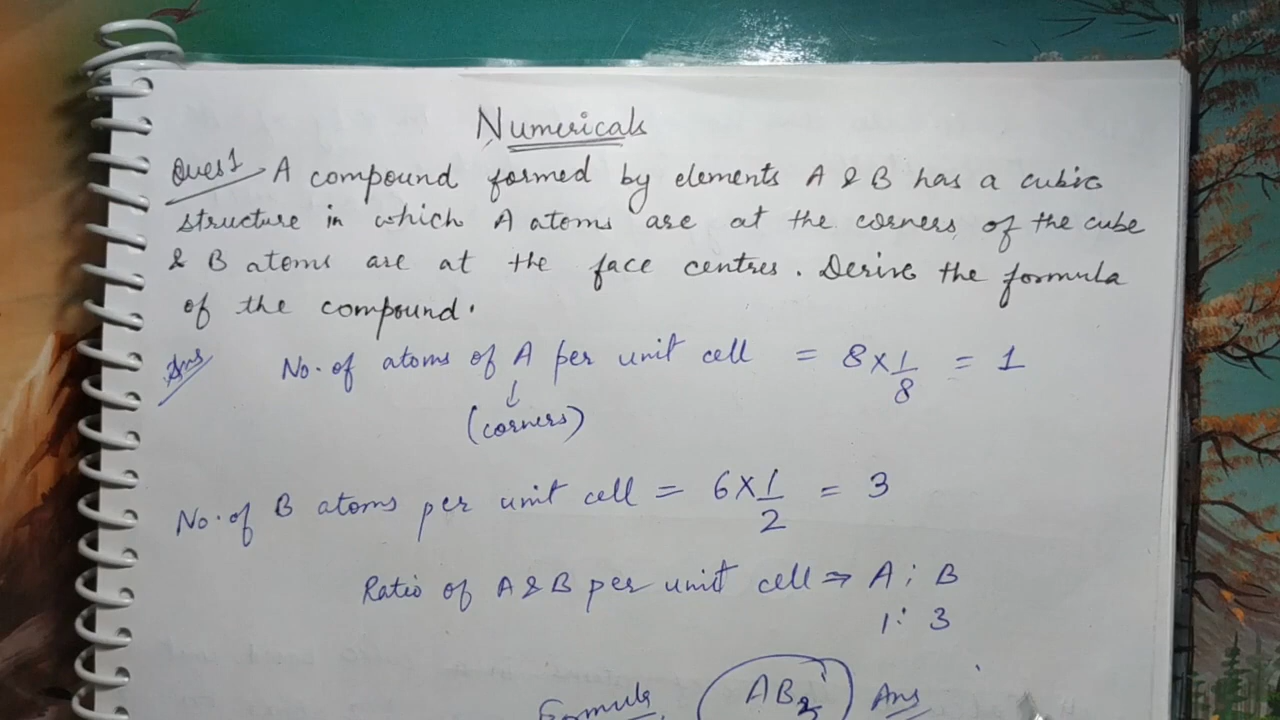 Numericals
Ques 1 A compound formed by elements A & B has a cubic
structure in which A atoms are at the corners of the cube
& B atoms are at the face centres. Derive the formula
of the compound.
Ans No. of atoms of A per unit cell = 8 × 1/8 = 1
↓
(corners)
No. of B atoms per unit cell = 6 × 1/2 = 3
Ratio of A & B per unit cell ⇒ A : B
1 : 3
Formula AB₃ Ans